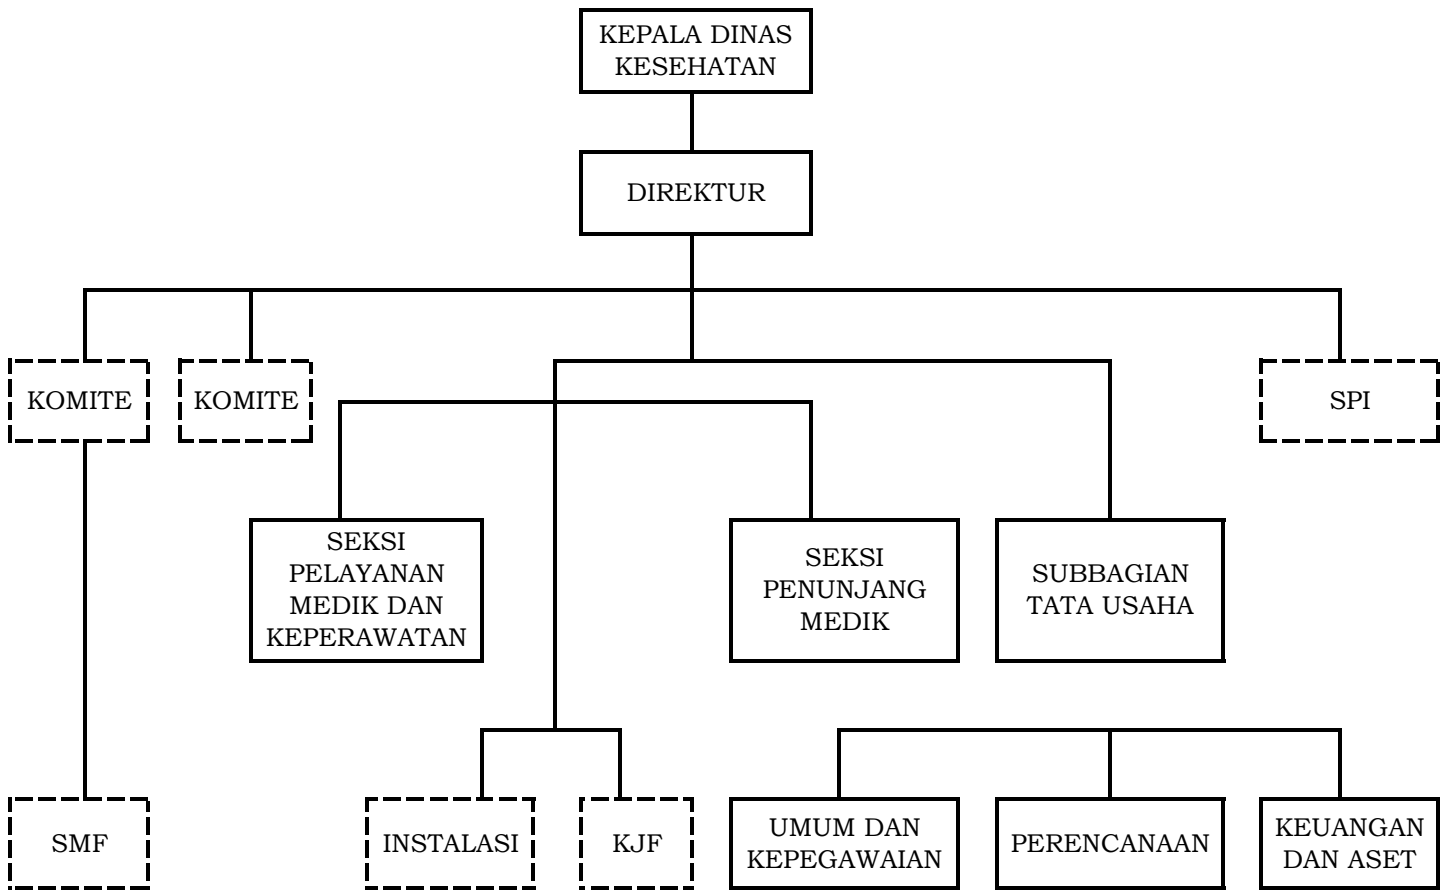 KEPALA DINAS
KESEHATAN
DIREKTUR
KOMITE
KOMITE
SPI
SEKSI
PELAYANAN
MEDIK DAN
KEPERAWATAN
SEKSI
PENUNJANG
MEDIK
SUBBAGIAN
TATA USAHA
SMF
INSTALASI
KJF
UMUM DAN
KEPEGAWAIAN
PERENCANAAN
KEUANGAN
DAN ASET